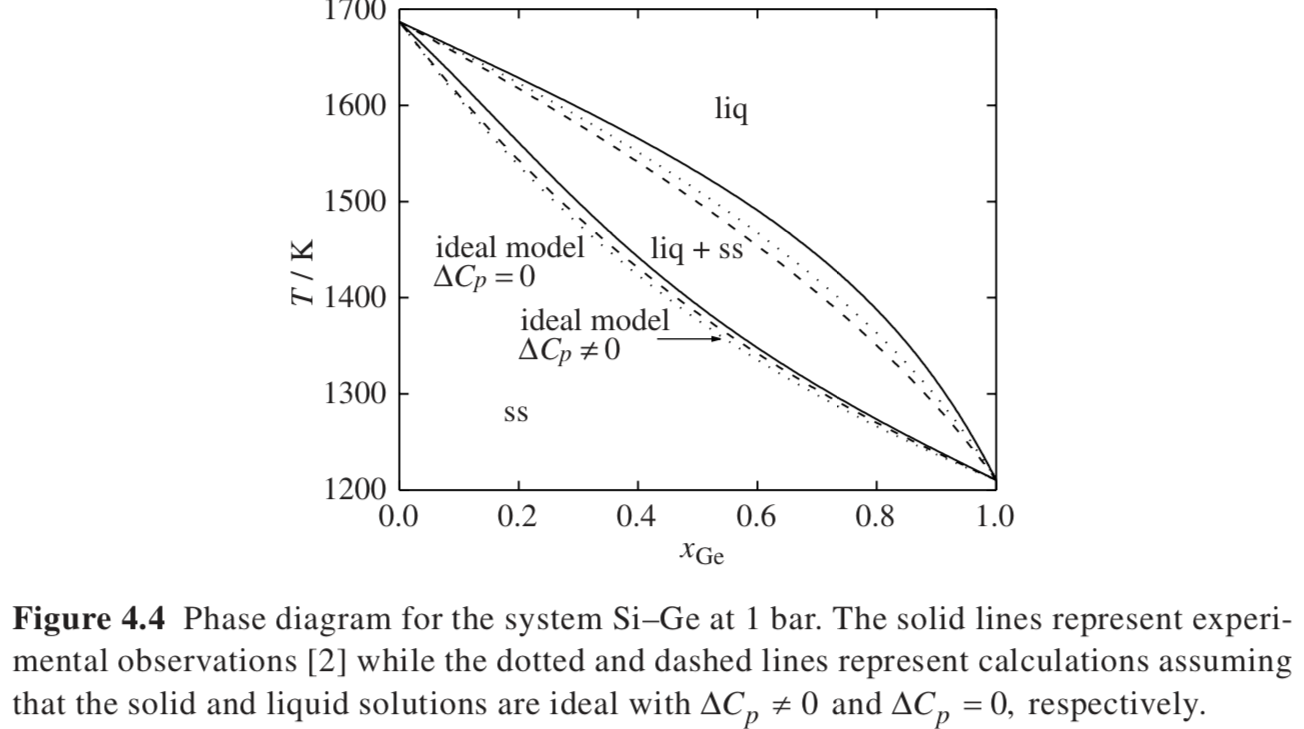 1700
1600
1500
1400
1300
1200
T / K
liq
liq + ss
ideal model
ΔCp = 0
ideal model
ΔCp ≠ 0
ss
0.0 0.2 0.4 0.6 0.8 1.0
xGe
Figure 4.4 Phase diagram for the system Si–Ge at 1 bar. The solid lines represent experi-
mental observations [2] while the dotted and dashed lines represent calculations assuming
that the solid and liquid solutions are ideal with ΔCp ≠ 0 and ΔCp = 0, respectively.